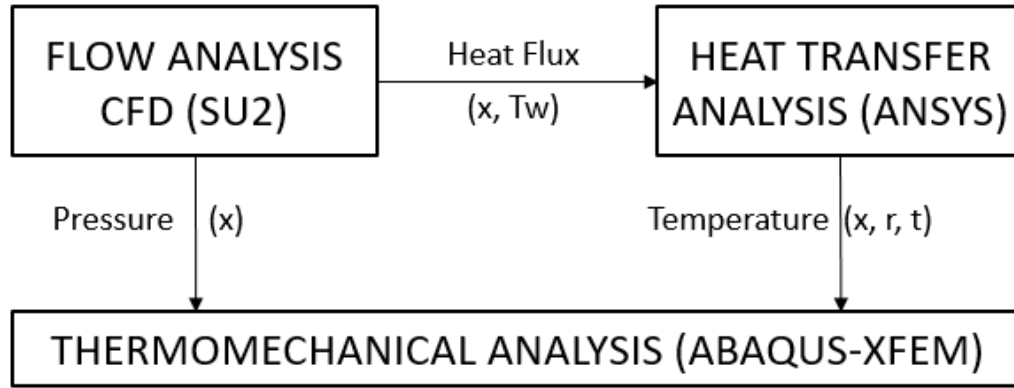 FLOW ANALYSIS
CFD (SU2)
Heat Flux
(x, Tw)
HEAT TRANSFER
ANALYSIS (ANSYS)
Pressure (x)
Temperature (x, r, t)
THERMOMECHANICAL ANALYSIS (ABAQUS-XFEM)